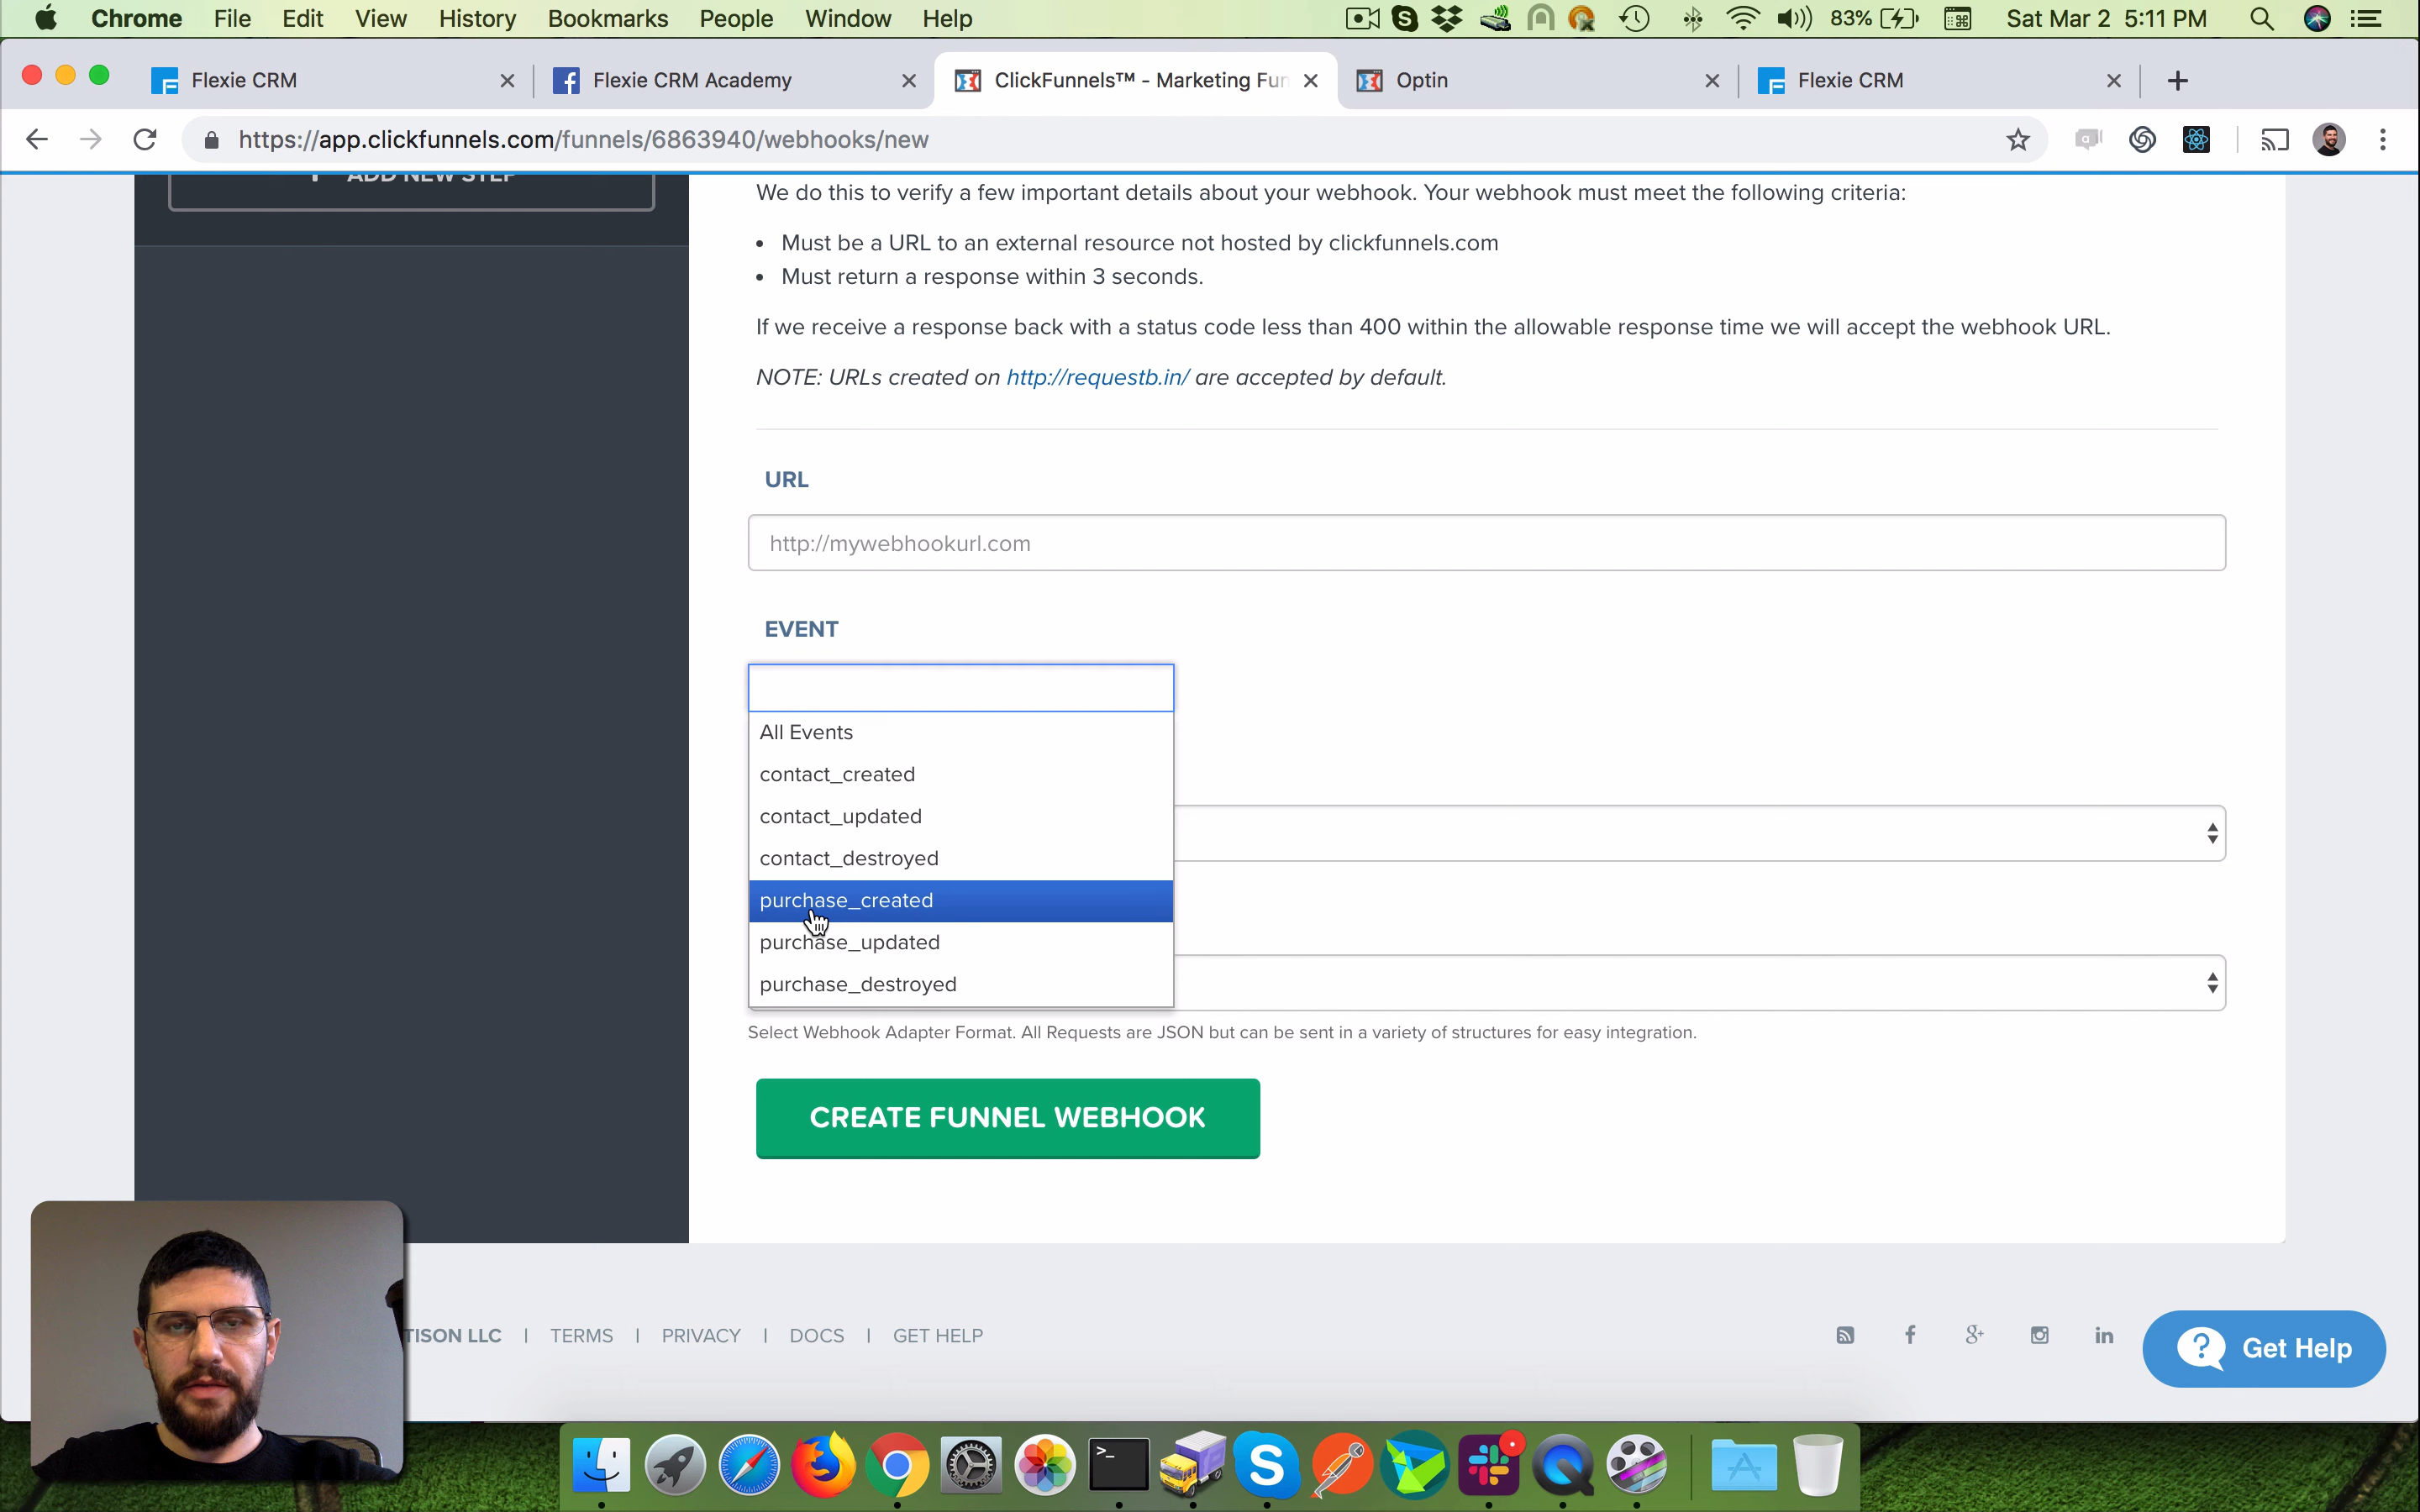 Chrome File Edit View History Bookmarks People Window Help 83% Sat Mar 2 5:11 PM
Flexie CRM Flexie CRM Academy ClickFunnels™ - Marketing Fun Optin Flexie CRM
https://app.clickfunnels.com/funnels/6863940/webhooks/new
ADD NEW STEP
We do this to verify a few important details about your webhook. Your webhook must meet the following criteria:
• Must be a URL to an external resource not hosted by clickfunnels.com
• Must return a response within 3 seconds.
If we receive a response back with a status code less than 400 within the allowable response time we will accept the webhook URL.
NOTE: URLs created on http://requestb.in/ are accepted by default.
URL
http://mywebhookurl.com
EVENT
All Events
contact_created
contact_updated
contact_destroyed
purchase_created
purchase_updated
purchase_destroyed
Select Webhook Adapter Format. All Requests are JSON but can be sent in a variety of structures for easy integration.
CREATE FUNNEL WEBHOOK
TISON LLC | TERMS | PRIVACY | DOCS | GET HELP
Get Help